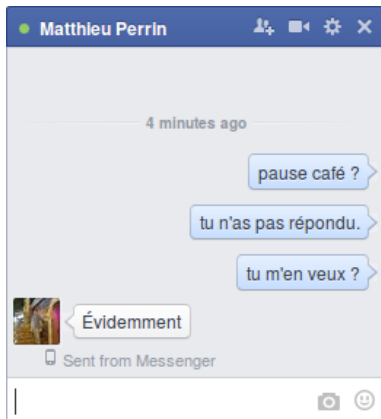 Matthieu Perrin
4 minutes ago
pause café ?
tu n'as pas répondu.
tu m'en veux ?
Évidemment
Sent from Messenger